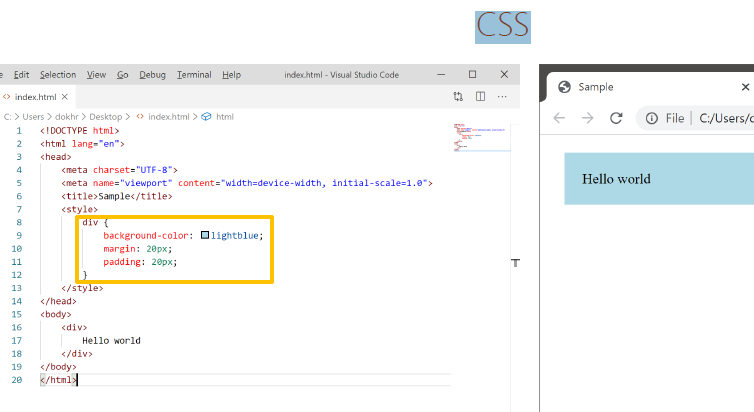 CSS
Edit Selection View Go Debug Terminal Help index.html - Visual Studio Code
index.html
C: > Users > dokhr > Desktop > index.html > html
1 <!DOCTYPE html>
2 <html lang="en">
3 <head>
4 <meta charset="UTF-8">
5 <meta name="viewport" content="width=device-width, initial-scale=1.0">
6 <title>Sample</title>
7 <style>
8 div {
9 background-color: lightblue;
10 margin: 20px;
11 padding: 20px;
12 }
13 </style>
14 </head>
15 <body>
16 <div>
17 Hello world
18 </div>
19 </body>
20 </html>
Sample
File | C:/Users/d
Hello world